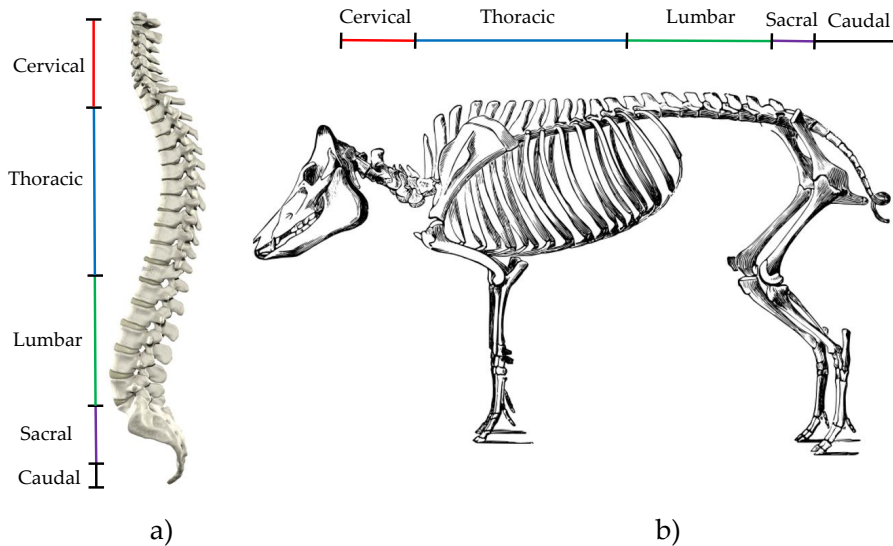 Cervical
Thoracic
Lumbar
Sacral
Caudal
a)
Cervical Thoracic Lumbar Sacral Caudal
b)